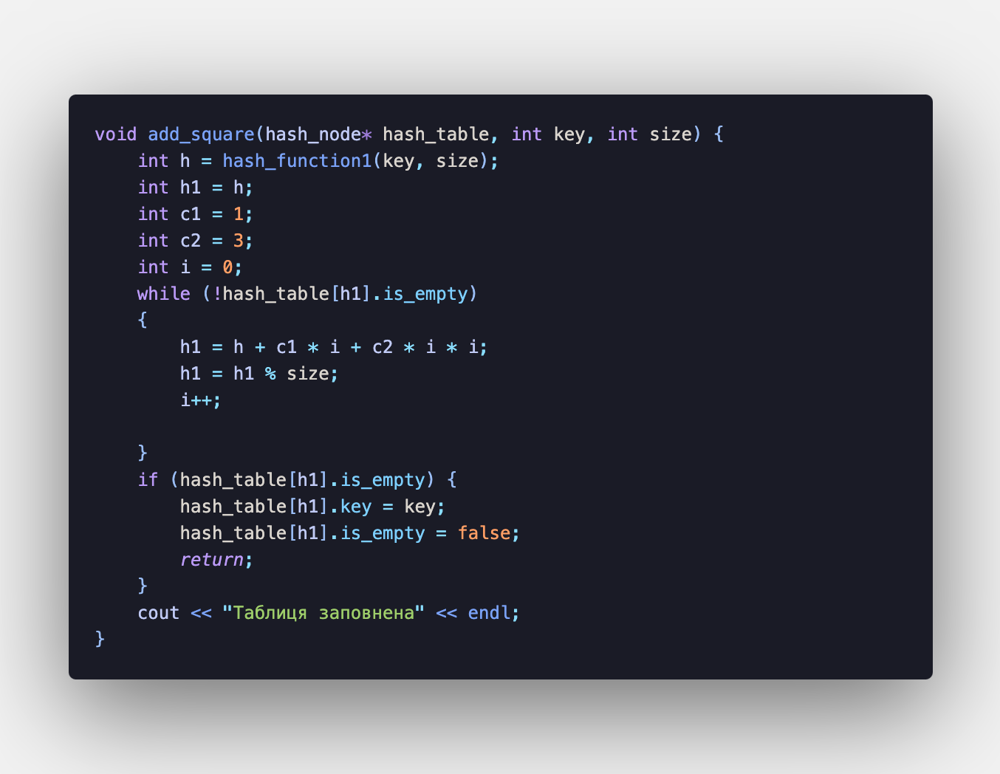 void add_square(hash_node* hash_table, int key, int size) {
    int h = hash_function1(key, size);
    int h1 = h;
    int c1 = 1;
    int c2 = 3;
    int i = 0;
    while (!hash_table[h1].is_empty)
    {
        h1 = h + c1 * i + c2 * i * i;
        h1 = h1 % size;
        i++;

    }
    if (hash_table[h1].is_empty) {
        hash_table[h1].key = key;
        hash_table[h1].is_empty = false;
        return;
    }
    cout << "Таблиця заповнена" << endl;
}